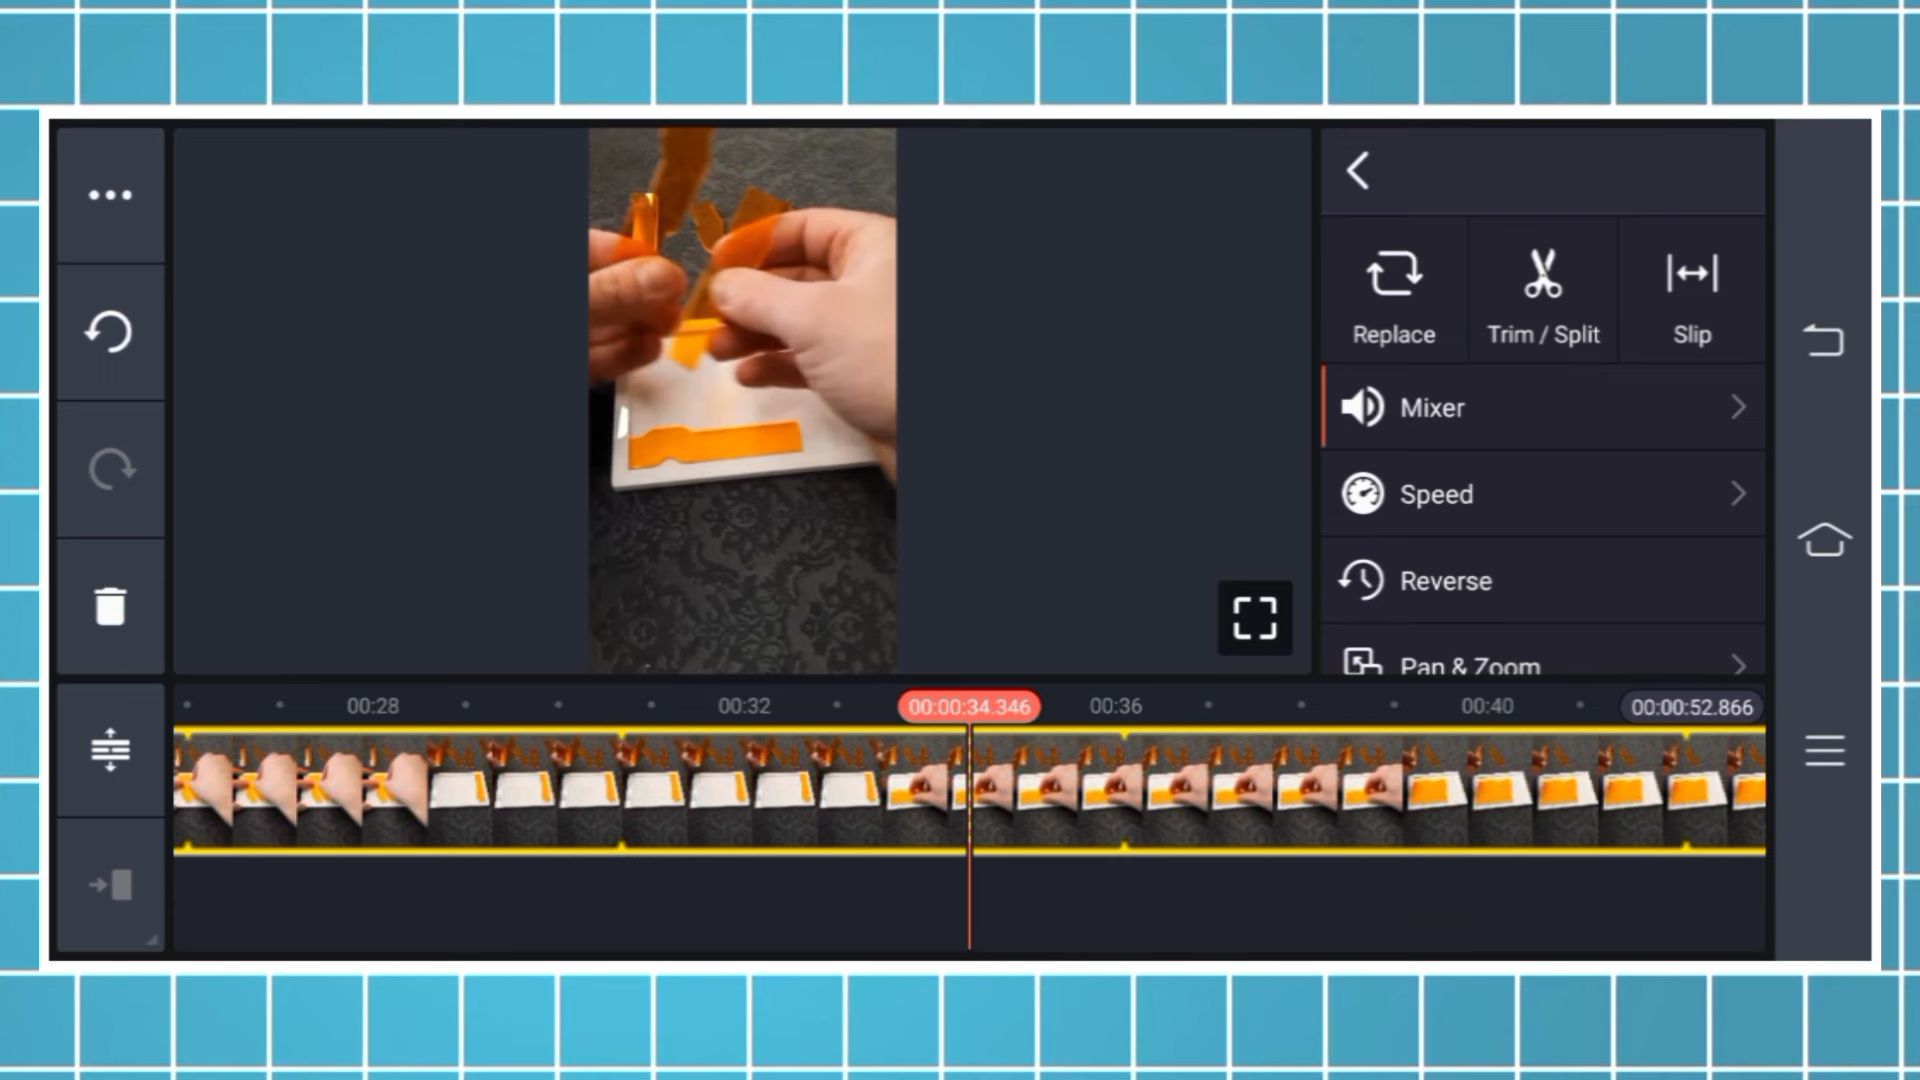 Replace
Trim / Split
Slip
Mixer
Speed
Reverse
Pan & Zoom
00:28
00:32
00:00:34.346
00:36
00:40
00:00:52.866